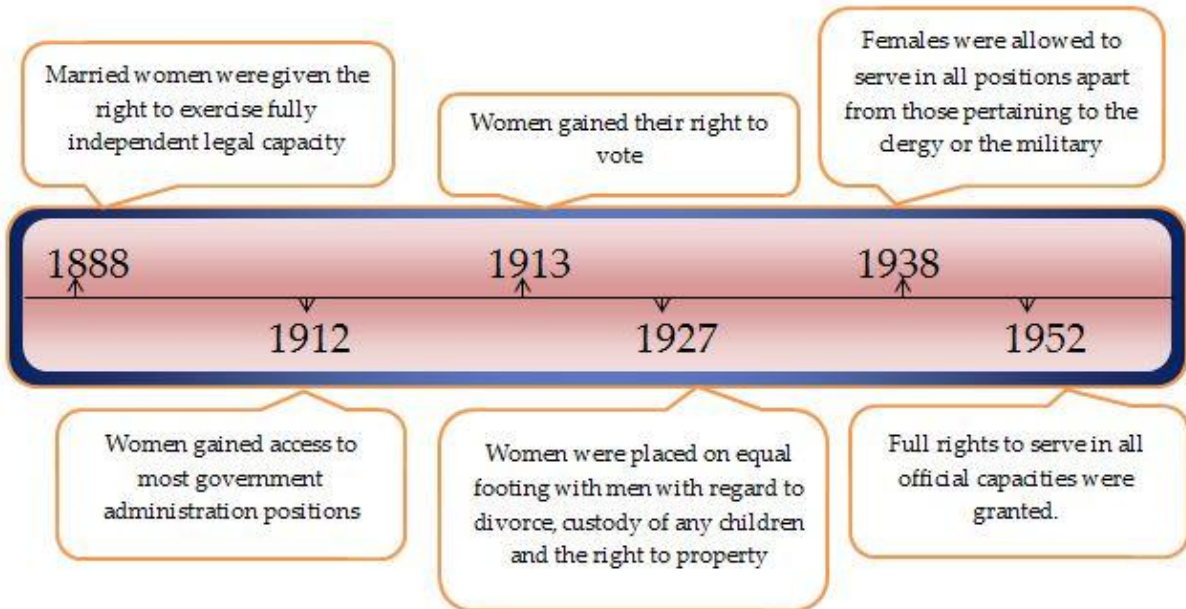 Married women were given the
right to exercise fully
independent legal capacity
Women gained their right to
vote
Females were allowed to
serve in all positions apart
from those pertaining to the
clergy or the military
1888
1913
1938
1912
1927
1952
Women gained access to
most government
administration positions
Women were placed on equal
footing with men with regard to
divorce, custody of any children
and the right to property
Full rights to serve in all
official capacities were
granted.